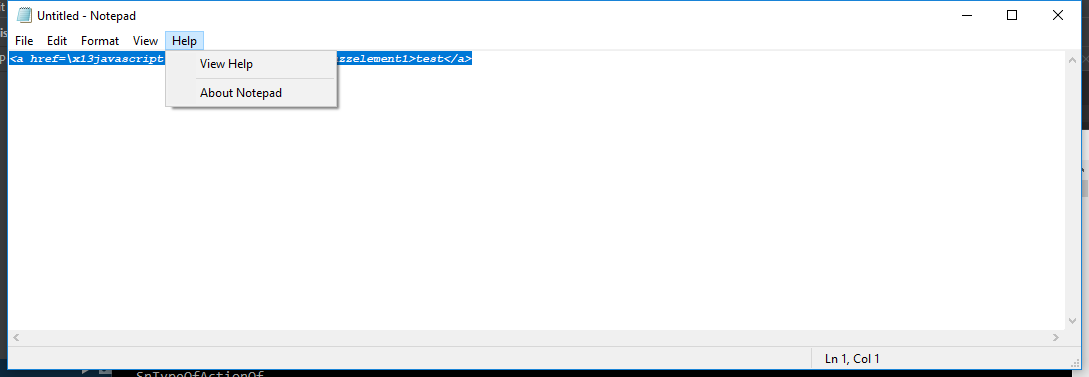 Untitled - Notepad
File Edit Format View Help
<a href=\x13javascript zzelement1>test</a>
View Help
About Notepad
Ln 1, Col 1
SnTypeOfActionOf